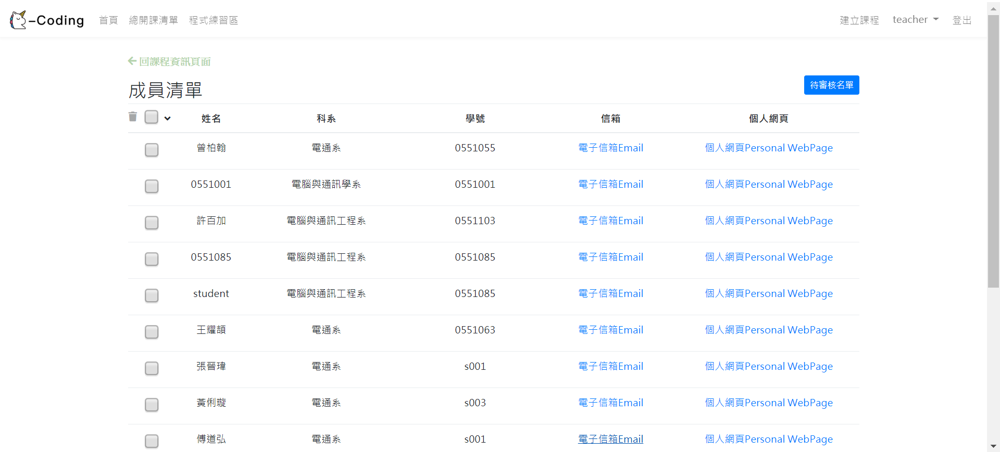 -Coding 首頁 總開課清單 程式練習區 建立課程 teacher 登出
回課程資訊頁面
成員清單 待審核名單
姓名 科系 學號 信箱 個人網頁
曾柏翰 電通系 0551055 電子信箱Email 個人網頁Personal WebPage
0551001 電腦與通訊學系 0551001 電子信箱Email 個人網頁Personal WebPage
許百加 電腦與通訊工程系 0551103 電子信箱Email 個人網頁Personal WebPage
0551085 電腦與通訊工程系 0551085 電子信箱Email 個人網頁Personal WebPage
student 電腦與通訊工程系 0551085 電子信箱Email 個人網頁Personal WebPage
王耀頡 電通系 0551063 電子信箱Email 個人網頁Personal WebPage
張晉瑋 電通系 s001 電子信箱Email 個人網頁Personal WebPage
黃俐璇 電通系 s003 電子信箱Email 個人網頁Personal WebPage
傅道弘 電通系 s001 電子信箱Email 個人網頁Personal WebPage